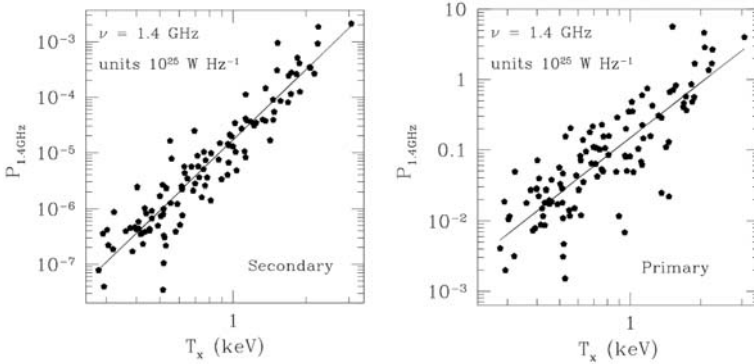 ν = 1.4 GHz
units 10²⁵ W Hz⁻¹
10⁻³
10⁻⁴
10⁻⁵
10⁻⁶
10⁻⁷
P₁.₄GHz
Secondary
1
Tₓ (keV)
ν = 1.4 GHz
units 10²⁵ W Hz⁻¹
10
1
0.1
0.01
10⁻³
P₁.₄GHz
Primary
1
Tₓ (keV)